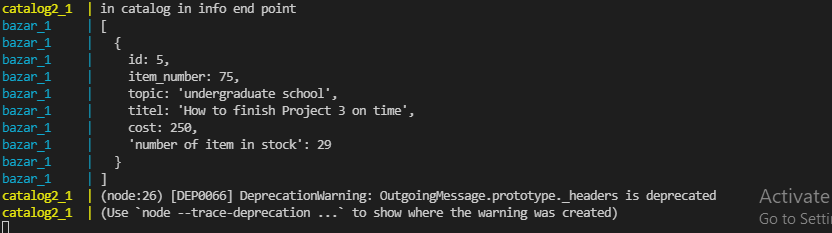 catalog2_1 | in catalog in info end point
bazar_1 | [
bazar_1 | {
bazar_1 | id: 5,
bazar_1 | item_number: 75,
bazar_1 | topic: 'undergraduate school',
bazar_1 | titel: 'How to finish Project 3 on time',
bazar_1 | cost: 250,
bazar_1 | 'number of item in stock': 29
bazar_1 | }
bazar_1 | ]
catalog2_1 | (node:26) [DEP0066] DeprecationWarning: OutgoingMessage.prototype._headers is deprecated
catalog2_1 | (Use `node --trace-deprecation ...` to show where the warning was created)
Activate
Go to Setti